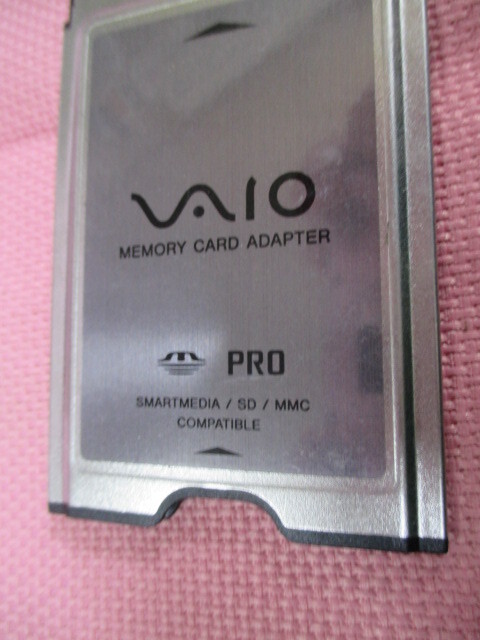 VAIO
MEMORY CARD ADAPTER
PRO
SMARTMEDIA / SD / MMC
COMPATIBLE